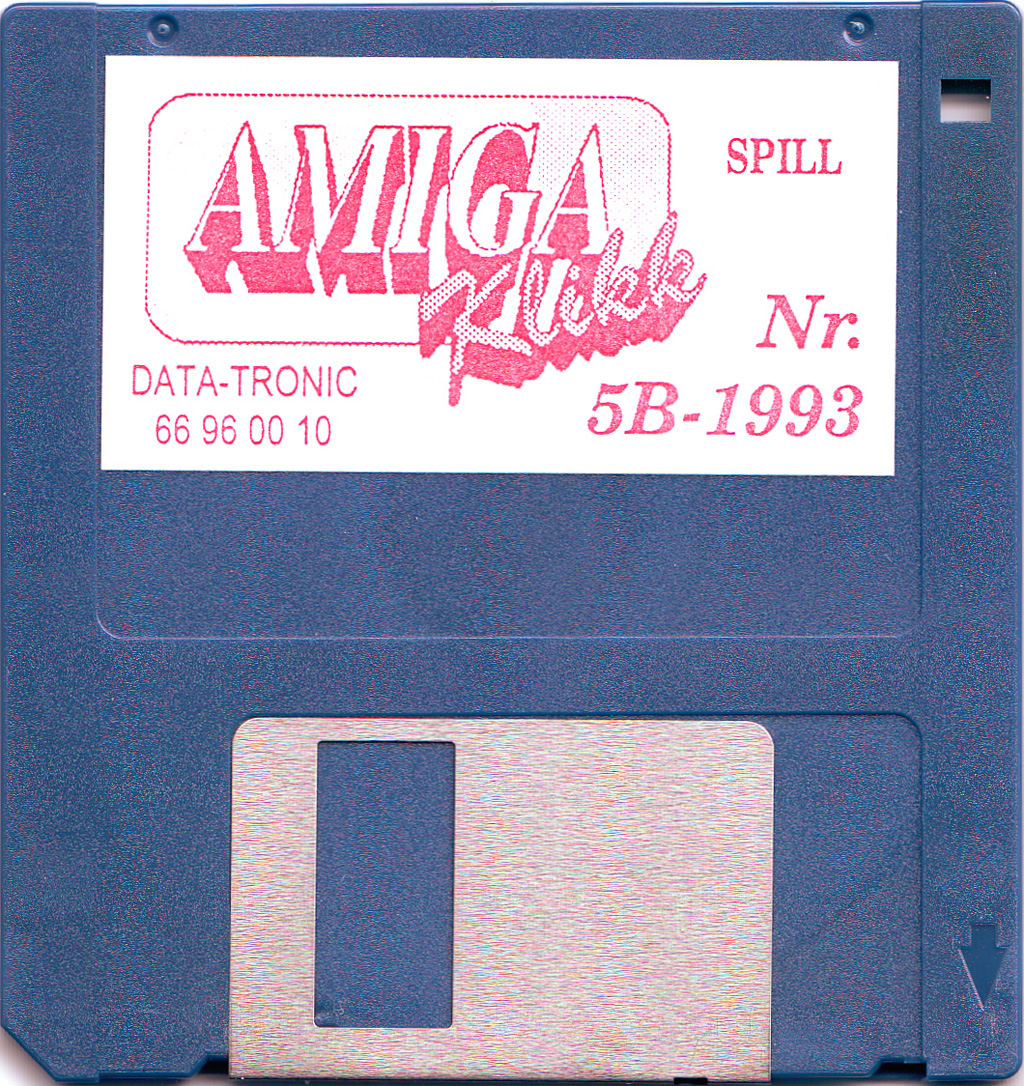 AMIGA
Klikk
SPILL
Nr.
5B-1993
DATA-TRONIC
66 96 00 10